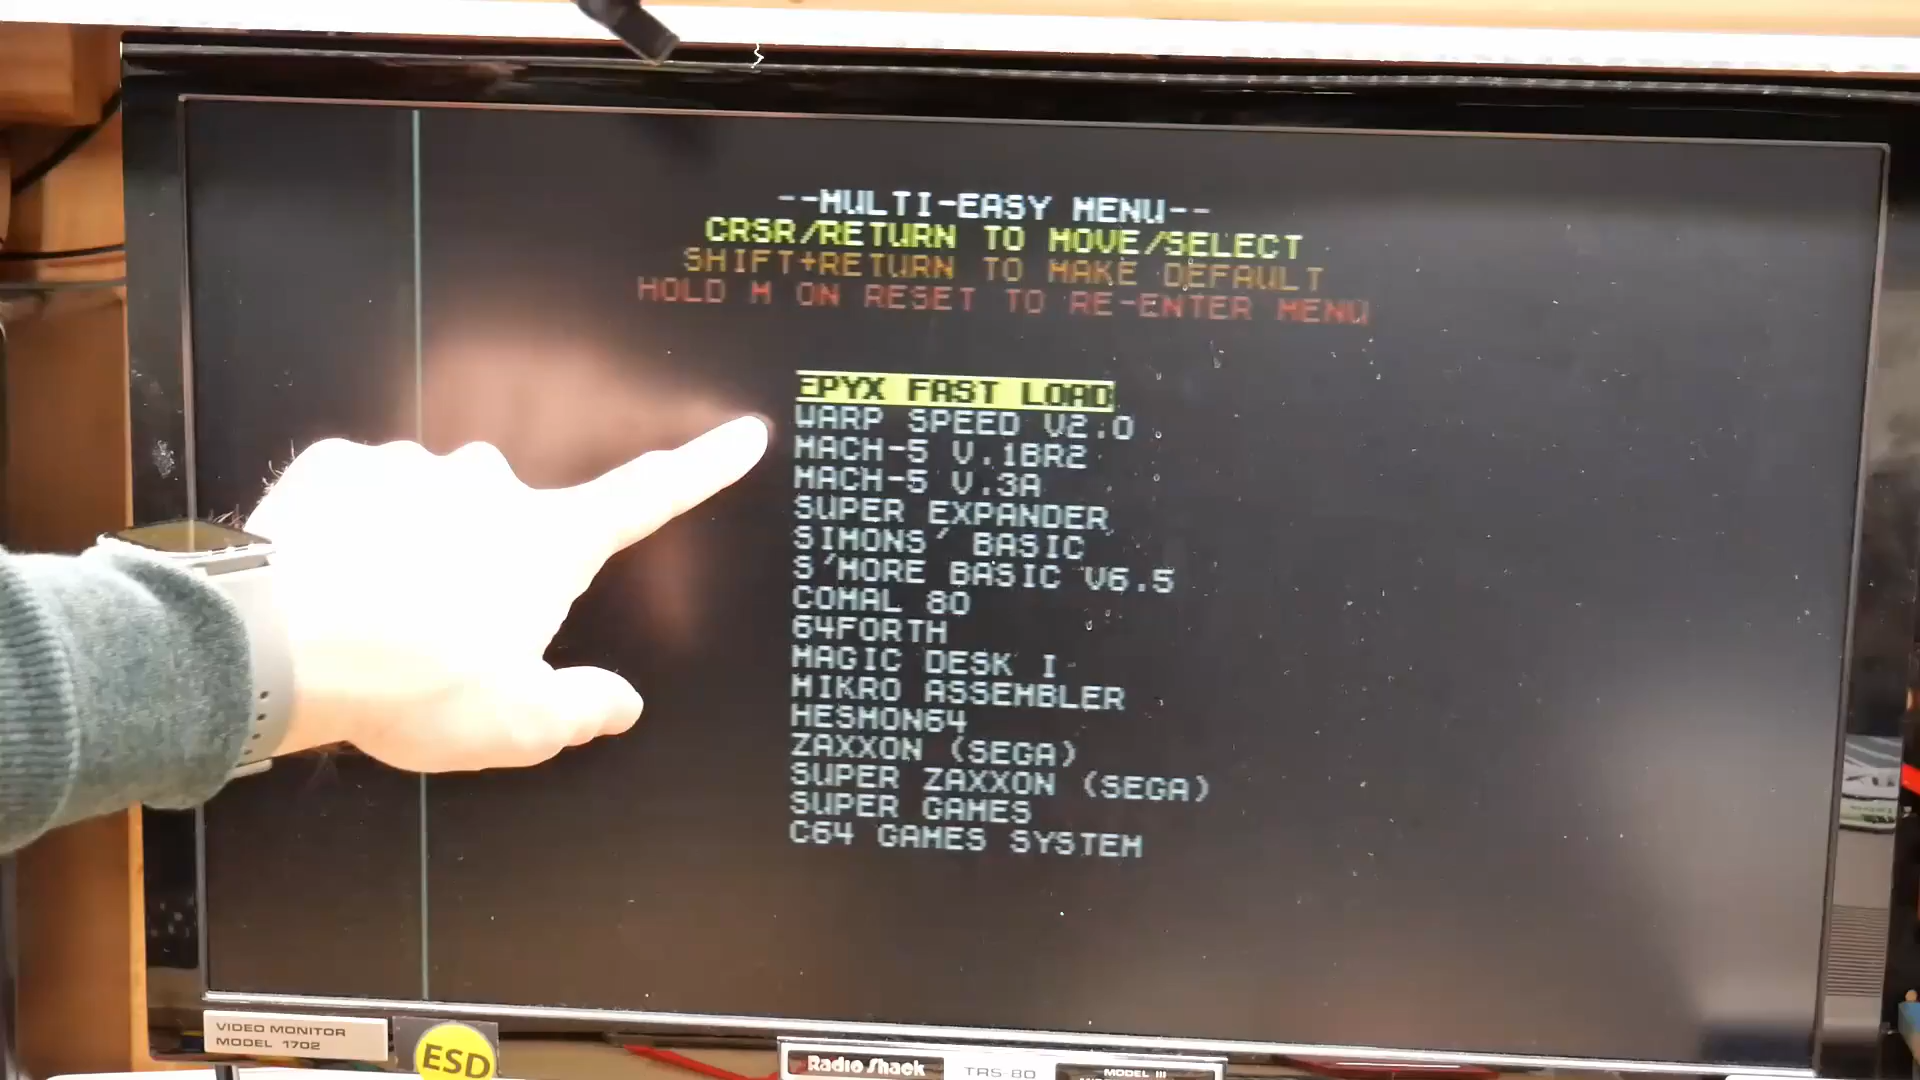 --MULTI-EASY MENU--
CRSR/RETURN TO MOVE/SELECT
SHIFT+RETURN TO MAKE DEFAULT
HOLD M ON RESET TO RE-ENTER MENU
EPYX FAST LOAD
WARP SPEED V2.0
MACH-5 V.1BR2
MACH-5 V.3A
SUPER EXPANDER
SIMONS' BASIC
S'MORE BASIC V6.5
COMAL 80
64FORTH
MAGIC DESK I
MIKRO ASSEMBLER
HESMON64
ZAXXON (SEGA)
SUPER ZAXXON (SEGA)
SUPER GAMES
C64 GAMES SYSTEM
VIDEO MONITOR
MODEL 1702
ESD
Radio Shack
TRS-80
MODEL III